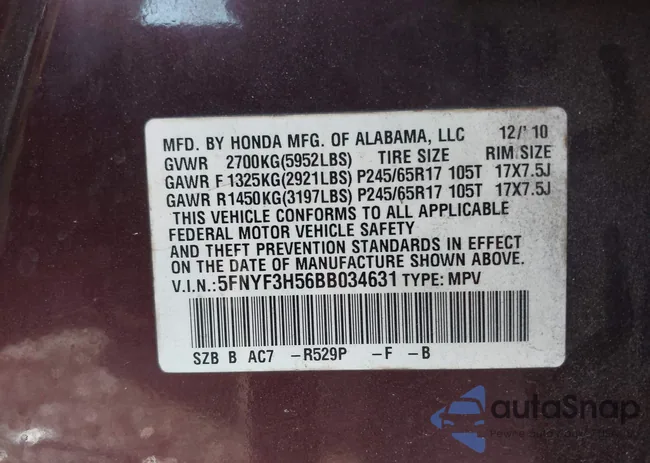 MFD. BY HONDA MFG. OF ALABAMA, LLC 12/'10
GVWR 2700KG(5952LBS) TIRE SIZE RIM SIZE
GAWR F 1325KG(2921LBS) P245/65R17 105T 17X7.5J
GAWR R 1450KG(3197LBS) P245/65R17 105T 17X7.5J
THIS VEHICLE CONFORMS TO ALL APPLICABLE
FEDERAL MOTOR VEHICLE SAFETY
AND THEFT PREVENTION STANDARDS IN EFFECT
ON THE DATE OF MANUFACTURE SHOWN ABOVE.
V.I.N.:5FNYF3H56BB034631 TYPE: MPV
SZB B AC7 -R529P -F -B
autoSnap